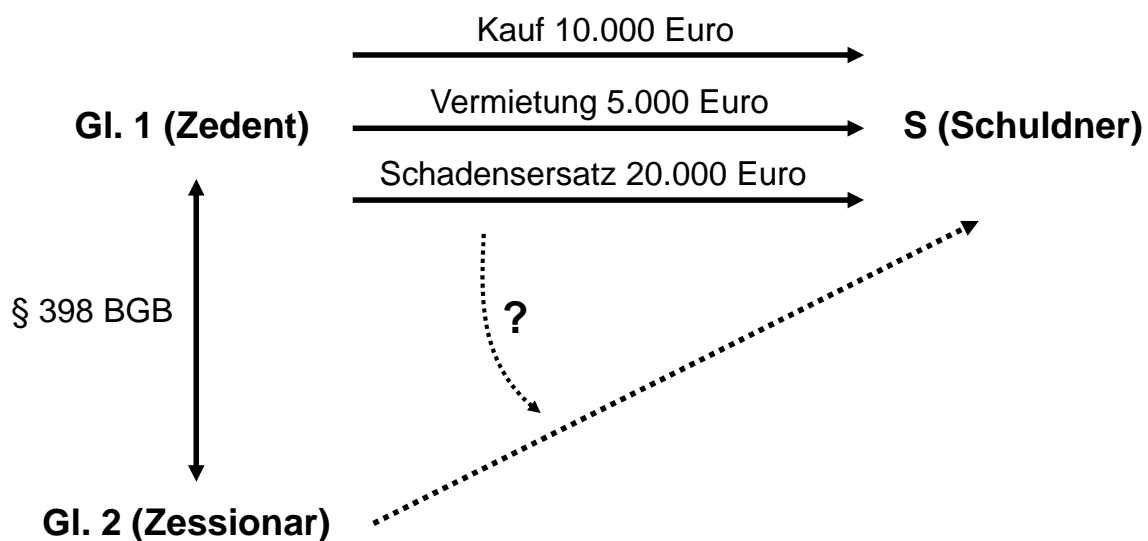 Kauf 10.000 Euro
Vermietung 5.000 Euro
Gl. 1 (Zedent)
S (Schuldner)
Schadensersatz 20.000 Euro
§ 398 BGB
?
Gl. 2 (Zessionar)